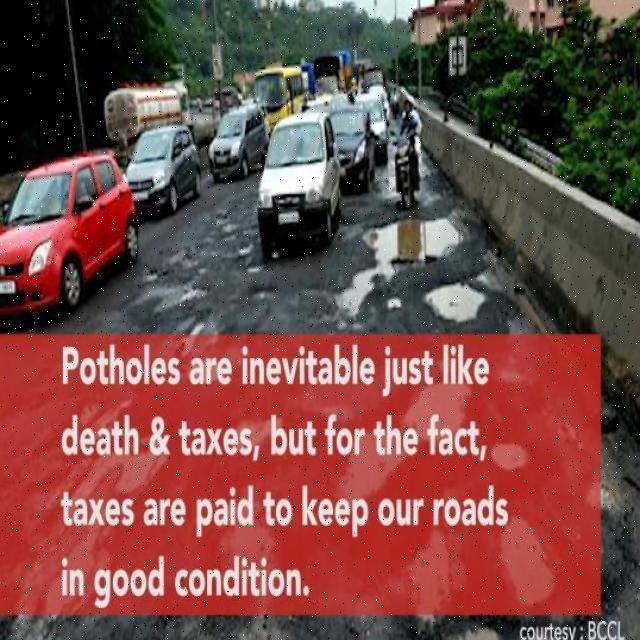 Potholes are inevitable just like
death & taxes, but for the fact,
taxes are paid to keep our roads
in good condition.
courtesy : BCCL